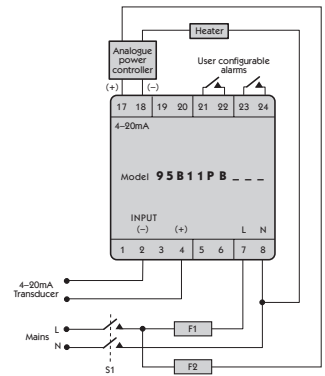 Heater
Analogue
power
controller
User configurable
alarms
(+) (–)
17 18 19 20 21 22 23 24
4–20mA
Model 95B11PB _ _ _
INPUT
(–) (+) L N
1 2 3 4 5 6 7 8
4–20mA
Transducer
L
Mains
N
F1
S1
F2